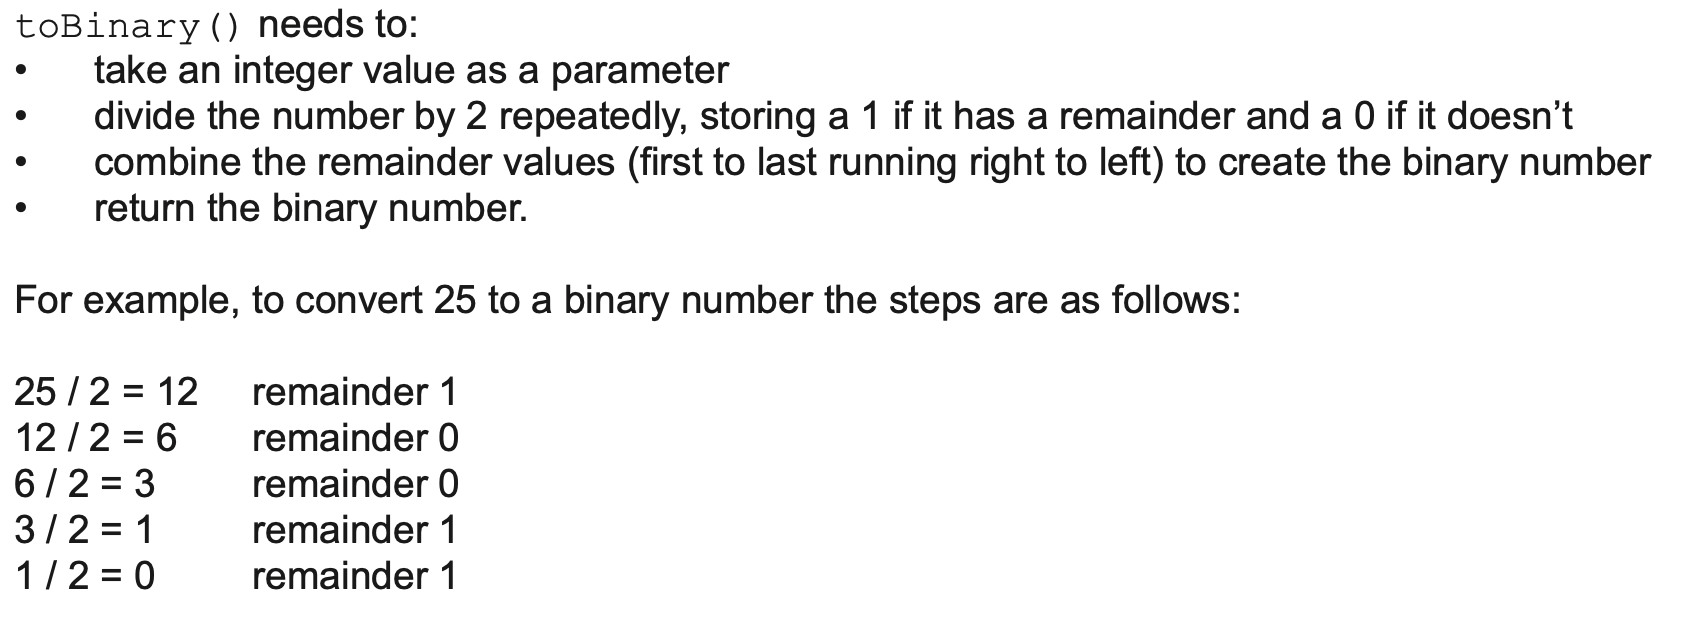 toBinary() needs to:
• take an integer value as a parameter
• divide the number by 2 repeatedly, storing a 1 if it has a remainder and a 0 if it doesn’t
• combine the remainder values (first to last running right to left) to create the binary number
• return the binary number.
For example, to convert 25 to a binary number the steps are as follows:
25 / 2 = 12 remainder 1
12 / 2 = 6 remainder 0
6 / 2 = 3 remainder 0
3 / 2 = 1 remainder 1
1 / 2 = 0 remainder 1